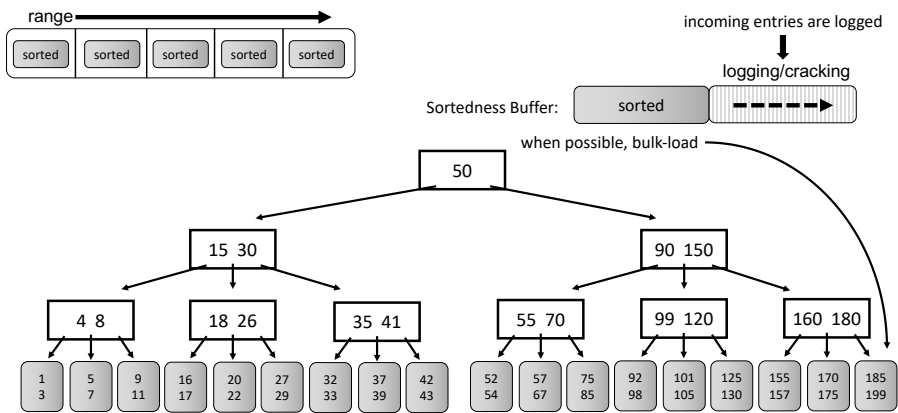 range
sorted sorted sorted sorted sorted
incoming entries are logged
logging/cracking
Sortedness Buffer: sorted
when possible, bulk-load
50
15 30 90 150
4 8 18 26 35 41 55 70 99 120 160 180
1 5 9 16 20 27 32 37 42 52 57 75 92 101 125 155 170 185
3 7 11 17 22 29 33 39 43 54 67 85 98 105 130 157 175 199